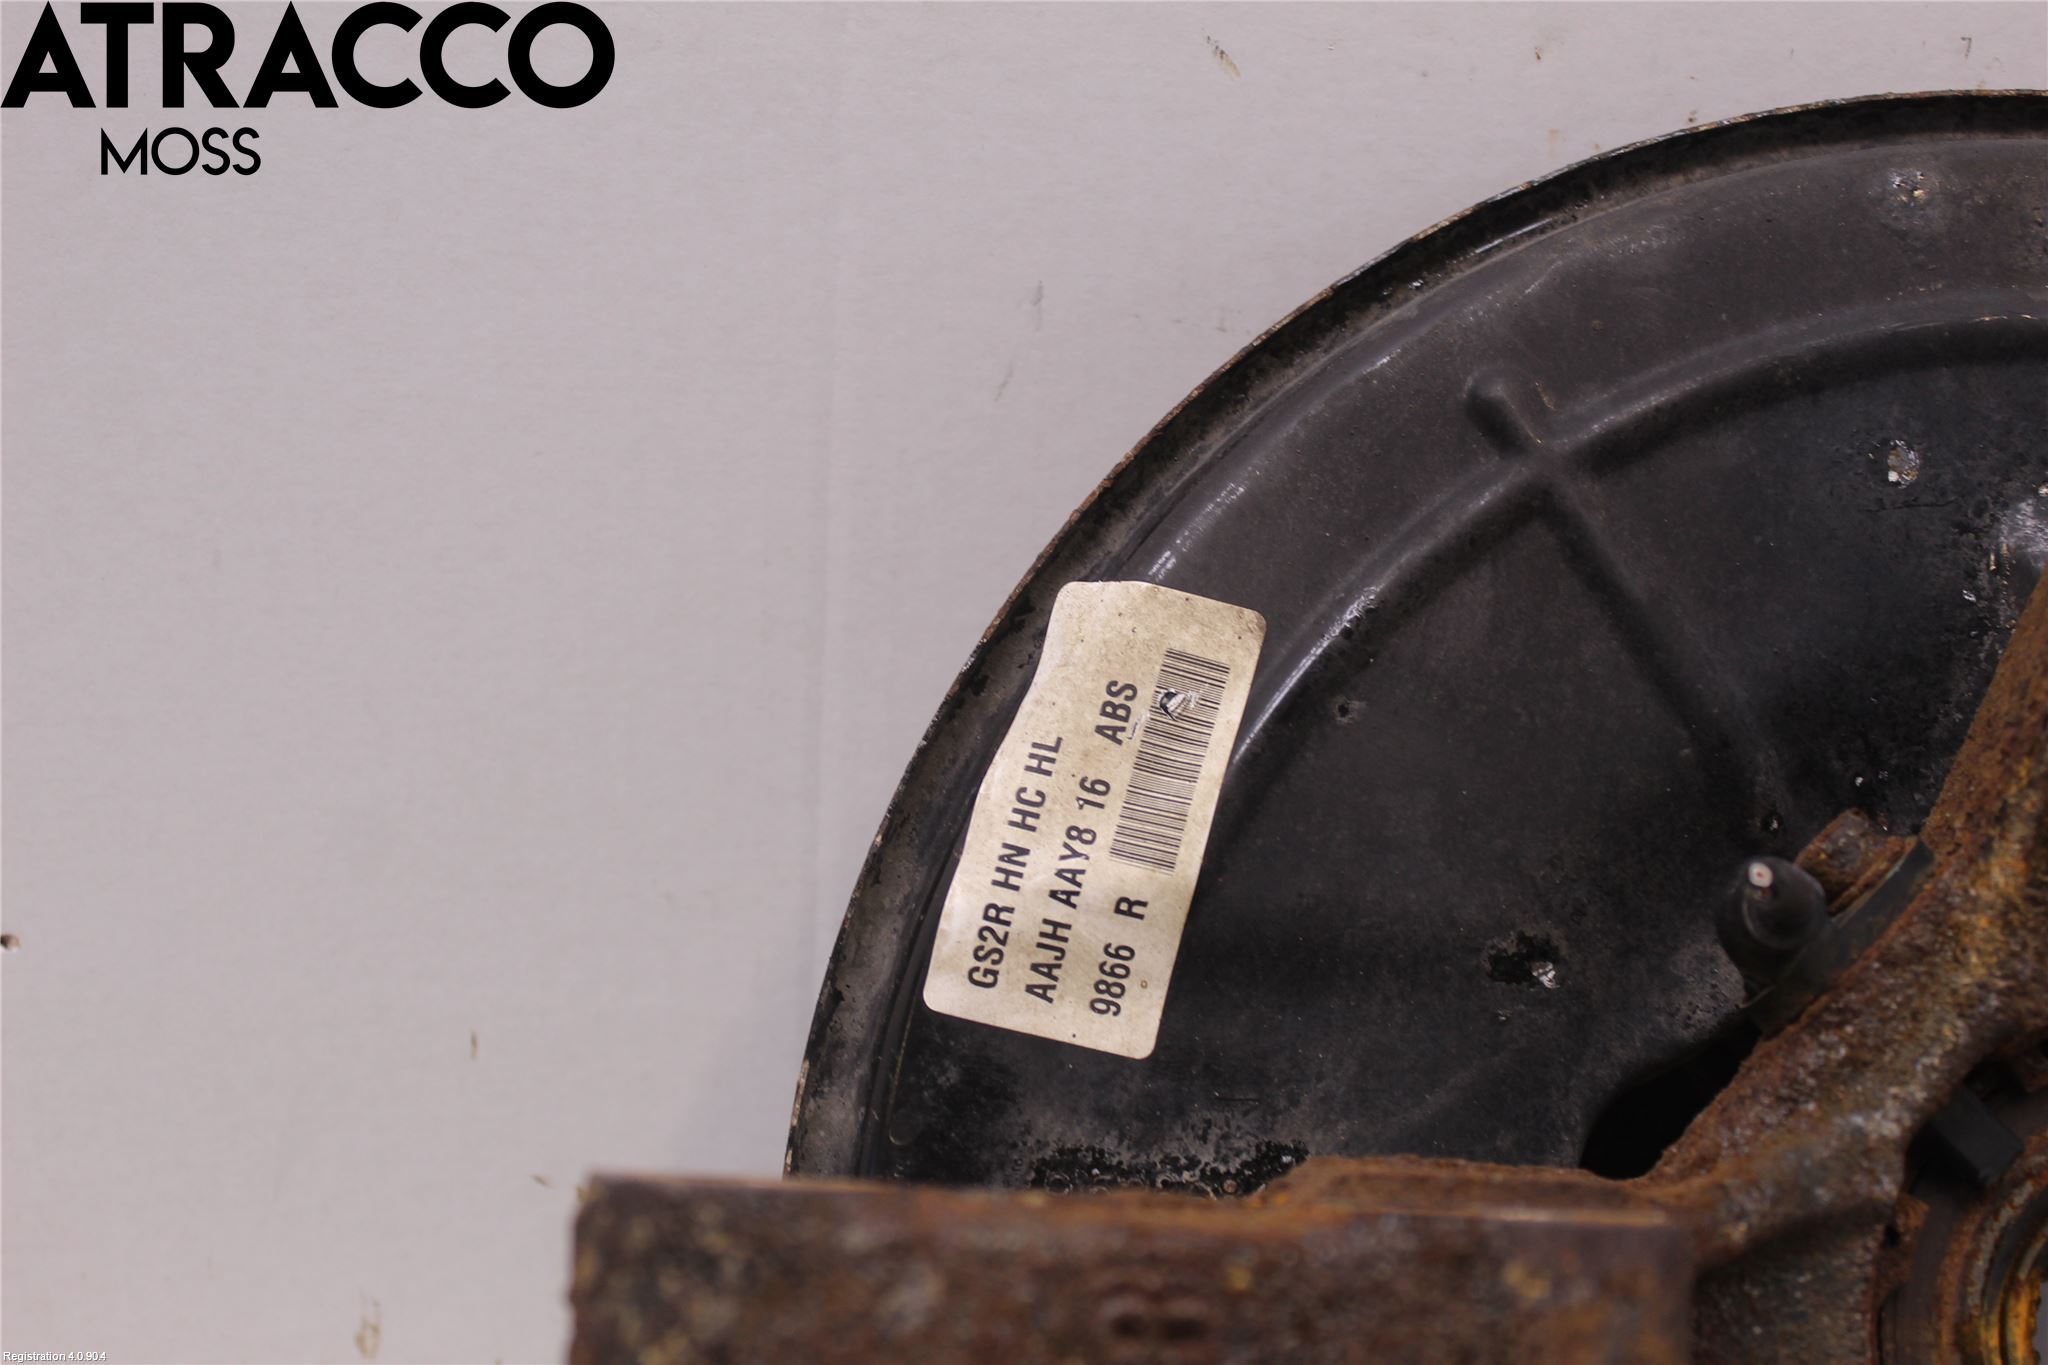 ATRACCO
MOSS
GS2R HN HC HL
AAJH AAY8 16 ABS
9866 R
Registration 4.0.90.4